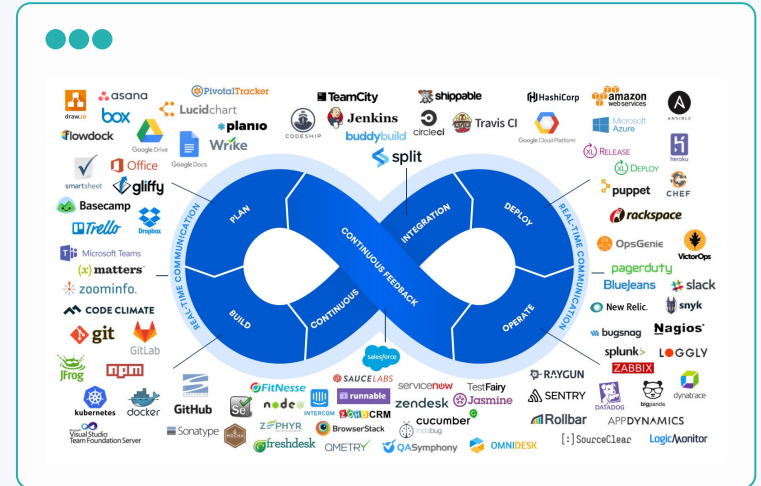 draw.io
asana
PivotalTracker
TeamCity
shippable
HashiCorp
amazon
webservices
ANSIBLE
box
Lucidchart
planio
CODESHIP
Jenkins
circleci
Travis CI
Google Cloud Platform
Microsoft
Azure
flowdock
Google Drive
Google Docs
Wrike
buddybuild
XL RELEASE
heroku
split
smartsheet
Office
gliffy
XL DEPLOY
puppet
CHEF
Basecamp
rackspace
Trello
Dropbox
PLAN
INTEGRATION
DEPLOY
REAL-TIME COMMUNICATION
REAL-TIME COMMUNICATION
CONTINUOUS FEEDBACK
Microsoft Teams
OpsGenie
VictorOps
(x) matters
pagerduty
zoominfo.
BlueJeans
slack
BUILD
CONTINUOUS
OPERATE
CODE CLIMATE
New Relic.
snyk
git
GitLab
bugsnag
Nagios
salesforce
splunk>
LOGGLY
JFrog
npm
ZABBIX
SAUCELABS
servicenow
TestFairy
RAYGUN
FitNesse
runnable
Jasmine
SENTRY
kubernetes
docker
GitHub
Se
node
INTERCOM
ZOHO CRM
zendesk
DATADOG
bigpanda
dynatrace
cucumber
instabug
Rollbar
APPDYNAMICS
Visual Studio
Team Foundation Server
Sonatype
MOCHA
ZEPHYR
BrowserStack
freshdesk
QMETRY
QASymphony
OMNIDESK
[:] SourceClear
LogicMonitor